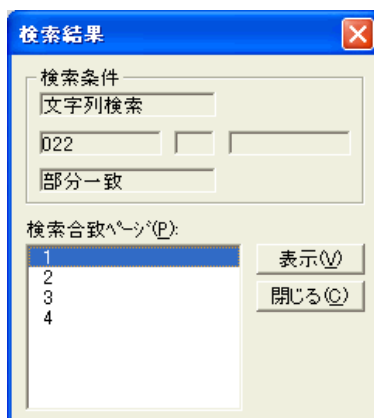 検索結果
検索条件
文字列検索
022
部分一致
検索合致ﾍﾟｰｼﾞ(P):
1
2
3
4
表示(V)
閉じる(C)